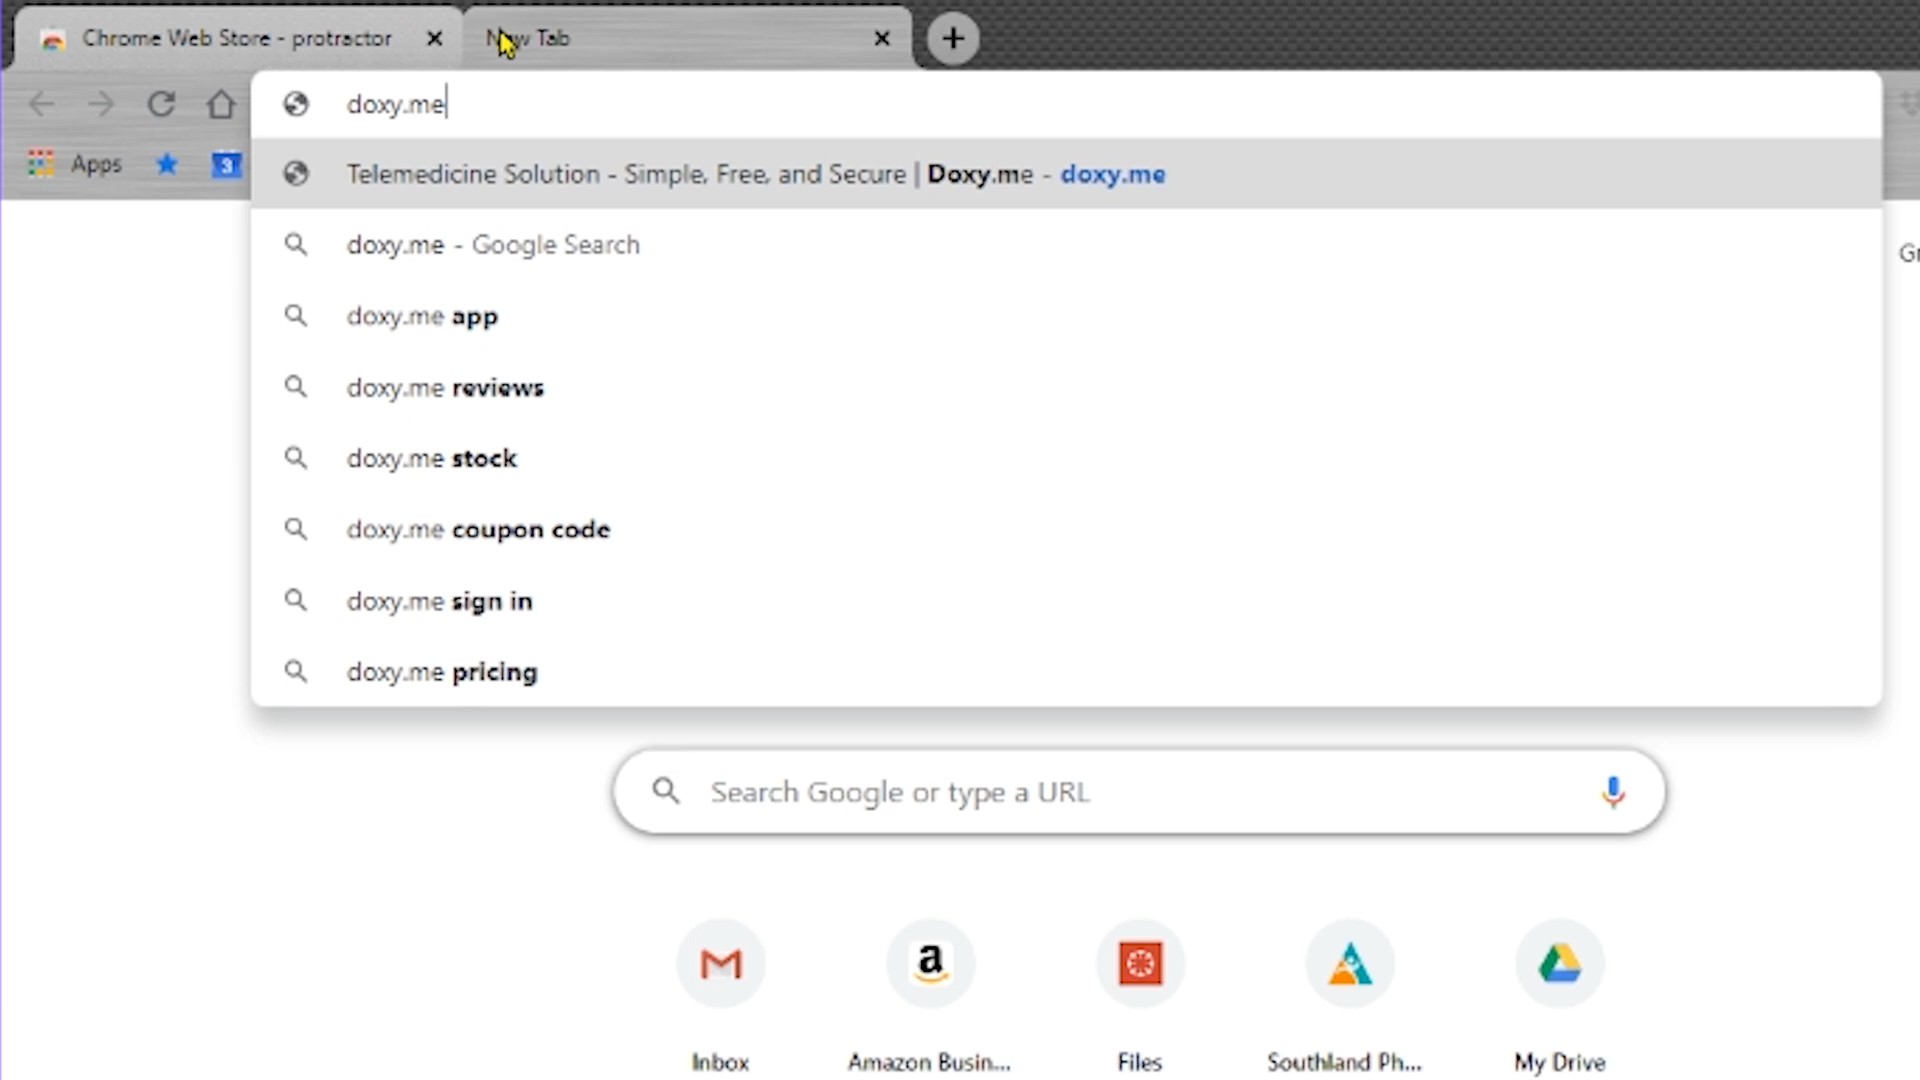 Chrome Web Store - protractor
New Tab
doxy.me
Apps
3
Telemedicine Solution - Simple, Free, and Secure | Doxy.me - doxy.me
doxy.me - Google Search
doxy.me app
doxy.me reviews
doxy.me stock
doxy.me coupon code
doxy.me sign in
doxy.me pricing
Search Google or type a URL
Inbox
Amazon Busin...
Files
Southland Ph...
My Drive